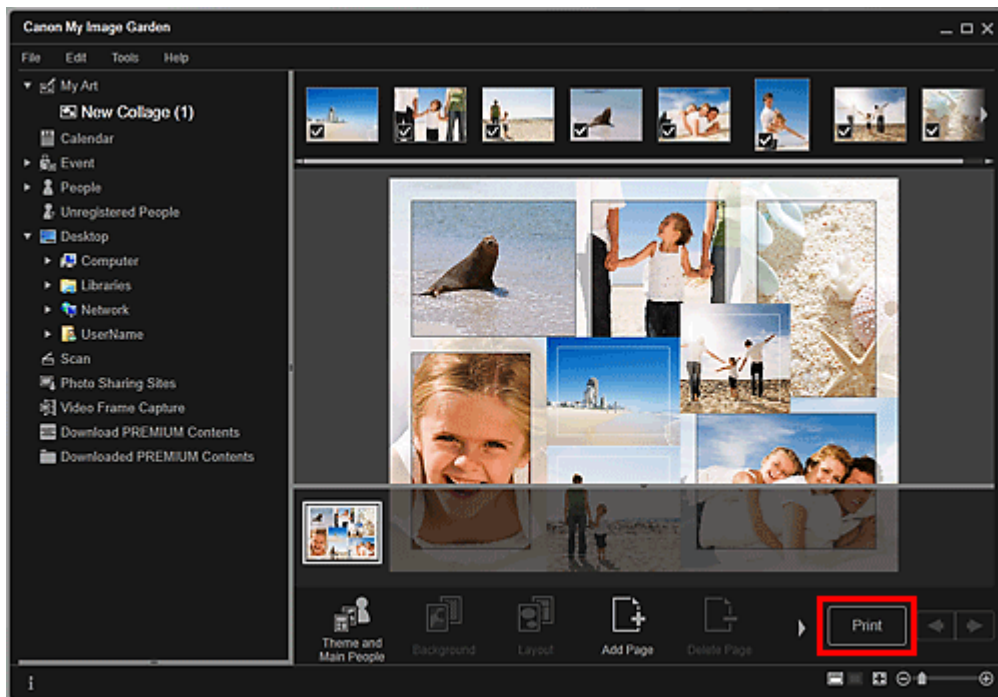 Canon My Image Garden
File Edit Tools Help
My Art
New Collage (1)
Calendar
Event
People
Unregistered People
Desktop
Computer
Libraries
Network
UserName
Scan
Photo Sharing Sites
Video Frame Capture
Download PREMIUM Contents
Downloaded PREMIUM Contents
Theme and
Main People
Background
Layout
Add Page
Delete Page
Print